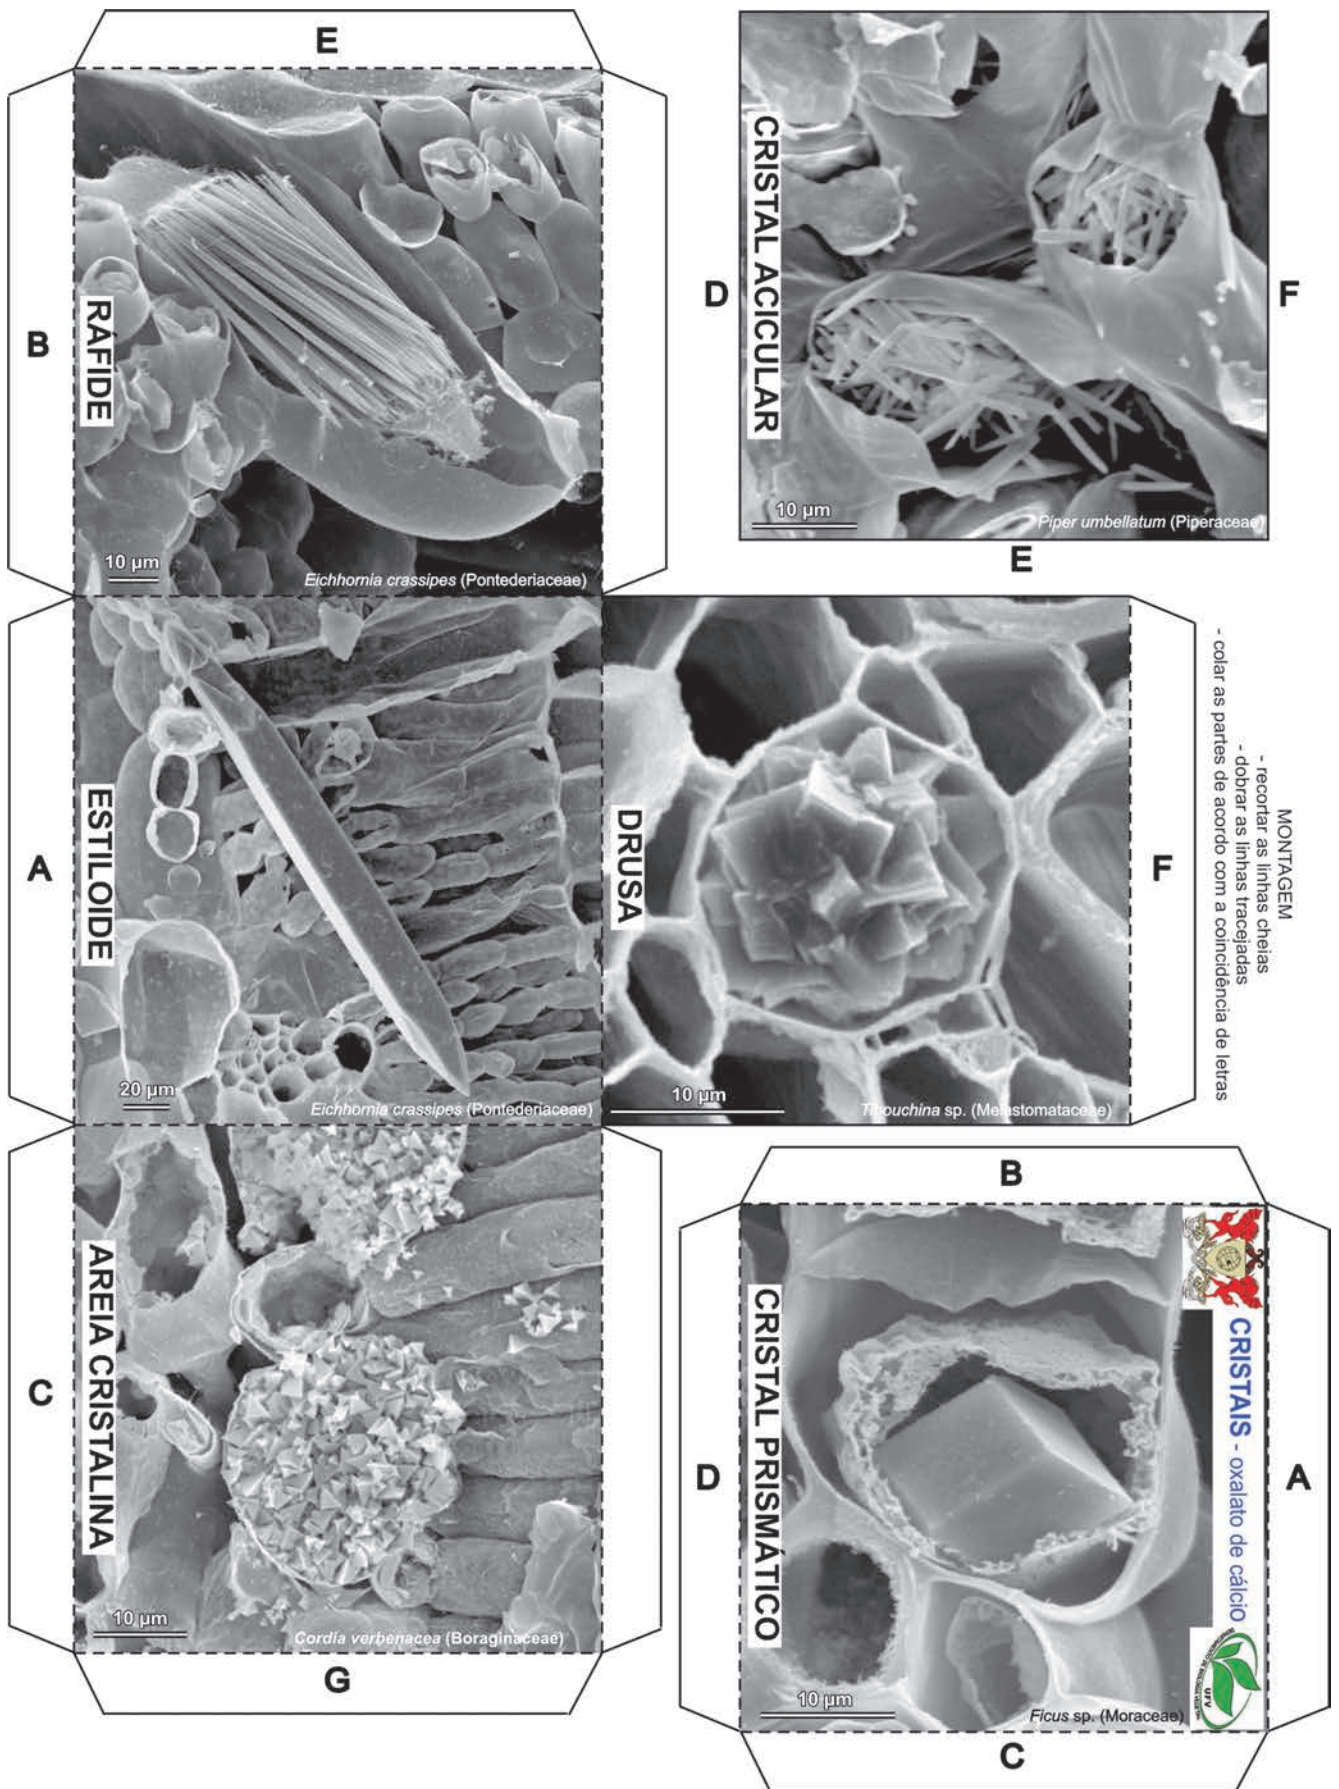 E
B
RÁFIDE
10 µm
Eichhornia crassipes (Pontederiaceae)
CRISTAL ACICULAR
D
F
10 µm
Piper umbellatum (Piperaceae)
E
A
ESTILOIDE
20 µm
Eichhornia crassipes (Pontederiaceae)
DRUSA
10 µm
Tibouchina sp. (Melastomataceae)
F
MONTAGEM
- recortar as linhas cheias
- dobrar as linhas tracejadas
- colar as partes de acordo com a coincidência de letras
C
AREIA CRISTALINA
10 µm
Cordia verbenacea (Boraginaceae)
G
B
D
CRISTAL PRISMÁTICO
10 µm
Ficus sp. (Moraceae)
CRISTAIS - oxalato de cálcio
UFV
A
C